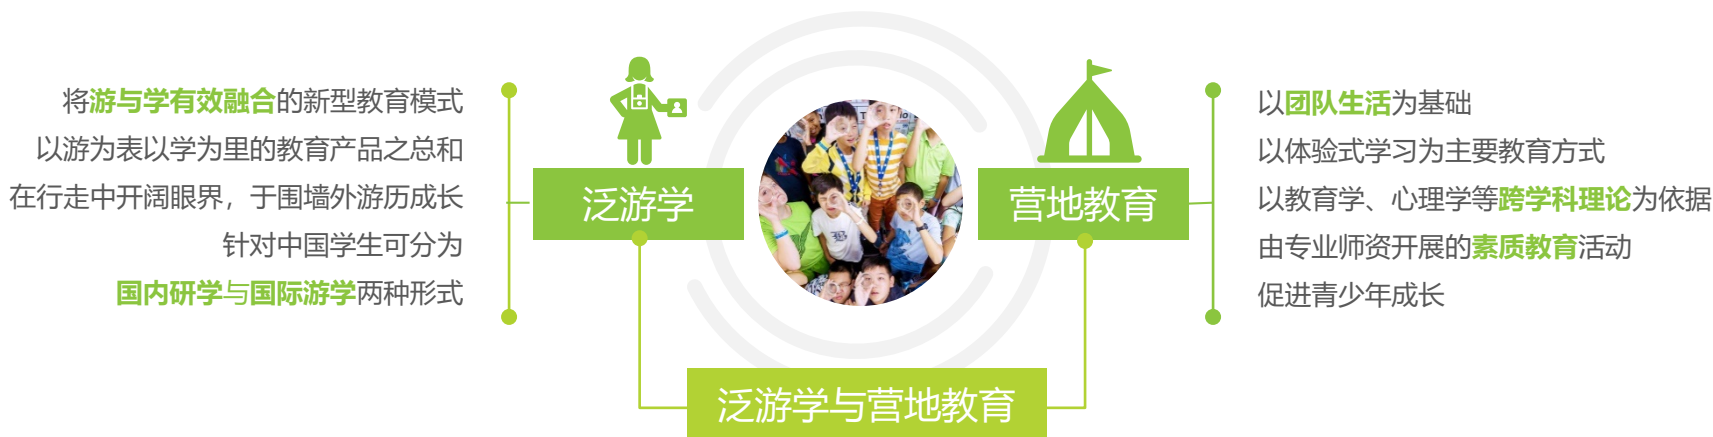 将游与学有效融合的新型教育模式
以游为表以学为里的教育产品之总和
在行走中开阔眼界，于围墙外游历成长
针对中国学生可分为
国内研学与国际游学两种形式
泛游学
营地教育
以团队生活为基础
以体验式学习为主要教育方式
以教育学、心理学等跨学科理论为依据
由专业师资开展的素质教育活动
促进青少年成长
泛游学与营地教育